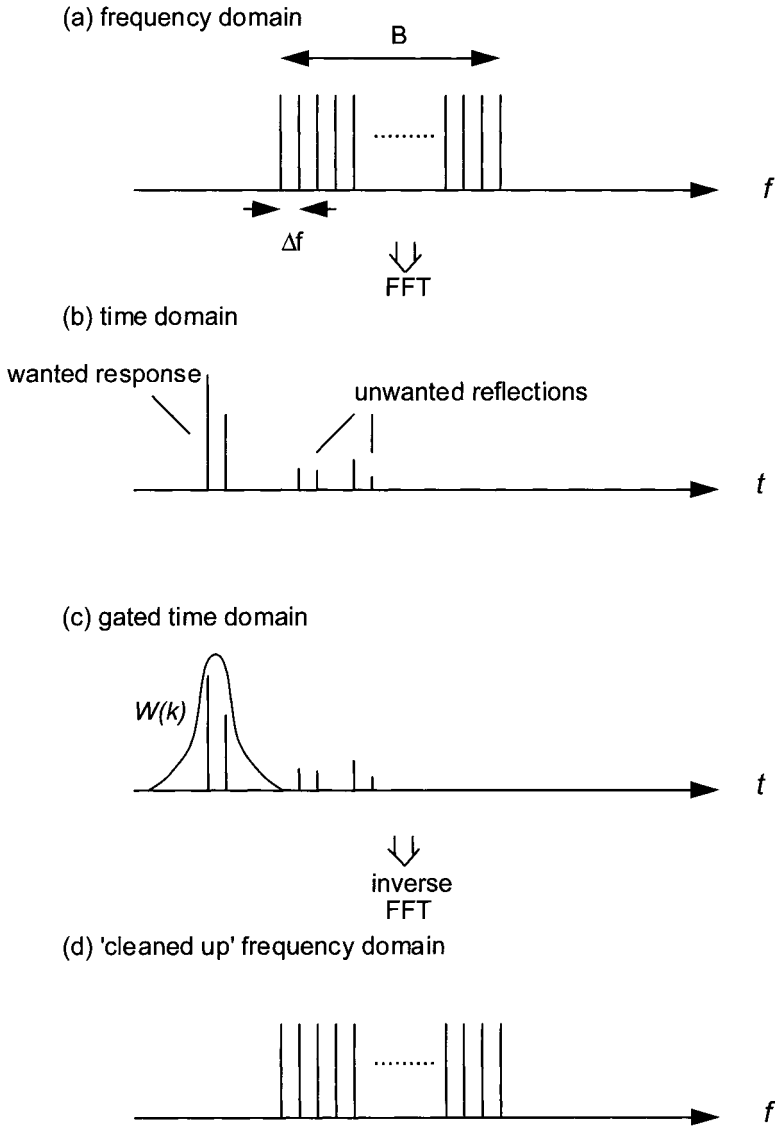 (a) frequency domain
B
f
Δf
FFT
(b) time domain
wanted response
unwanted reflections
t
(c) gated time domain
W(k)
t
inverse
FFT
(d) 'cleaned up' frequency domain
f